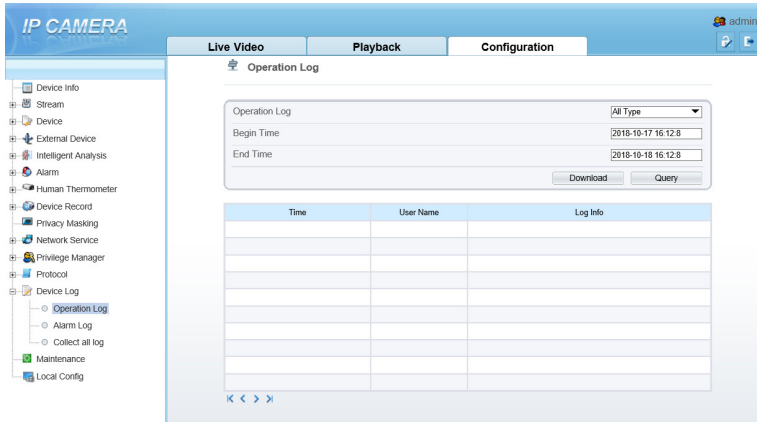 IP CAMERA
admin
Live Video
Playback
Configuration
Operation Log
Device Info
Stream
Device
External Device
Intelligent Analysis
Alarm
Human Thermometer
Device Record
Privacy Masking
Network Service
Privilege Manager
Protocol
Device Log
Operation Log
Alarm Log
Collect all log
Maintenance
Local Config
Operation Log
All Type
Begin Time
2018-10-17 16:12:8
End Time
2018-10-18 16:12:8
Download
Query
Time
User Name
Log Info